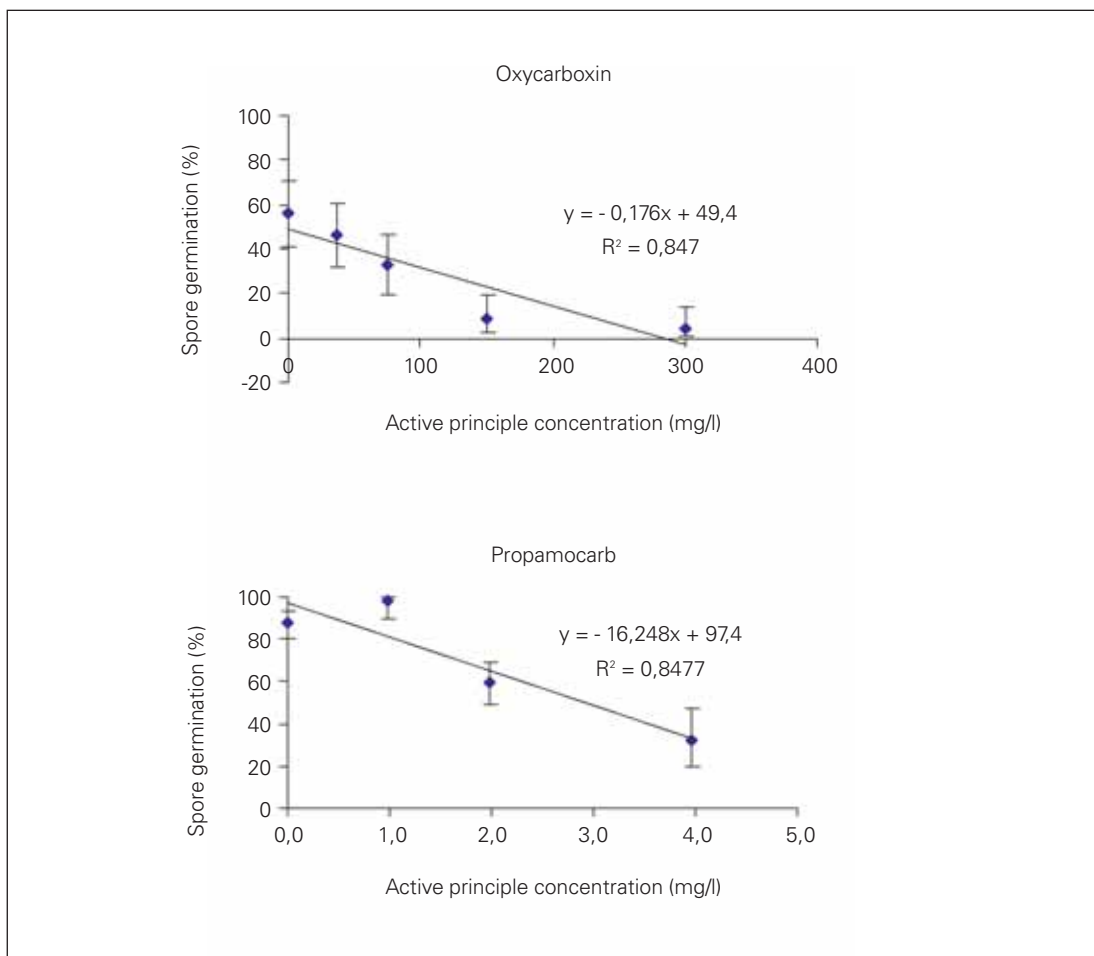 Oxycarboxin
Spore germination (%)
100
80
60
40
20
0
-20
y = - 0,176x + 49,4
R² = 0,847
0 100 200 300 400
Active principle concentration (mg/l)
Propamocarb
Spore germination (%)
100
80
60
40
20
0
y = - 16,248x + 97,4
R² = 0,8477
0,0 1,0 2,0 3,0 4,0 5,0
Active principle concentration (mg/l)